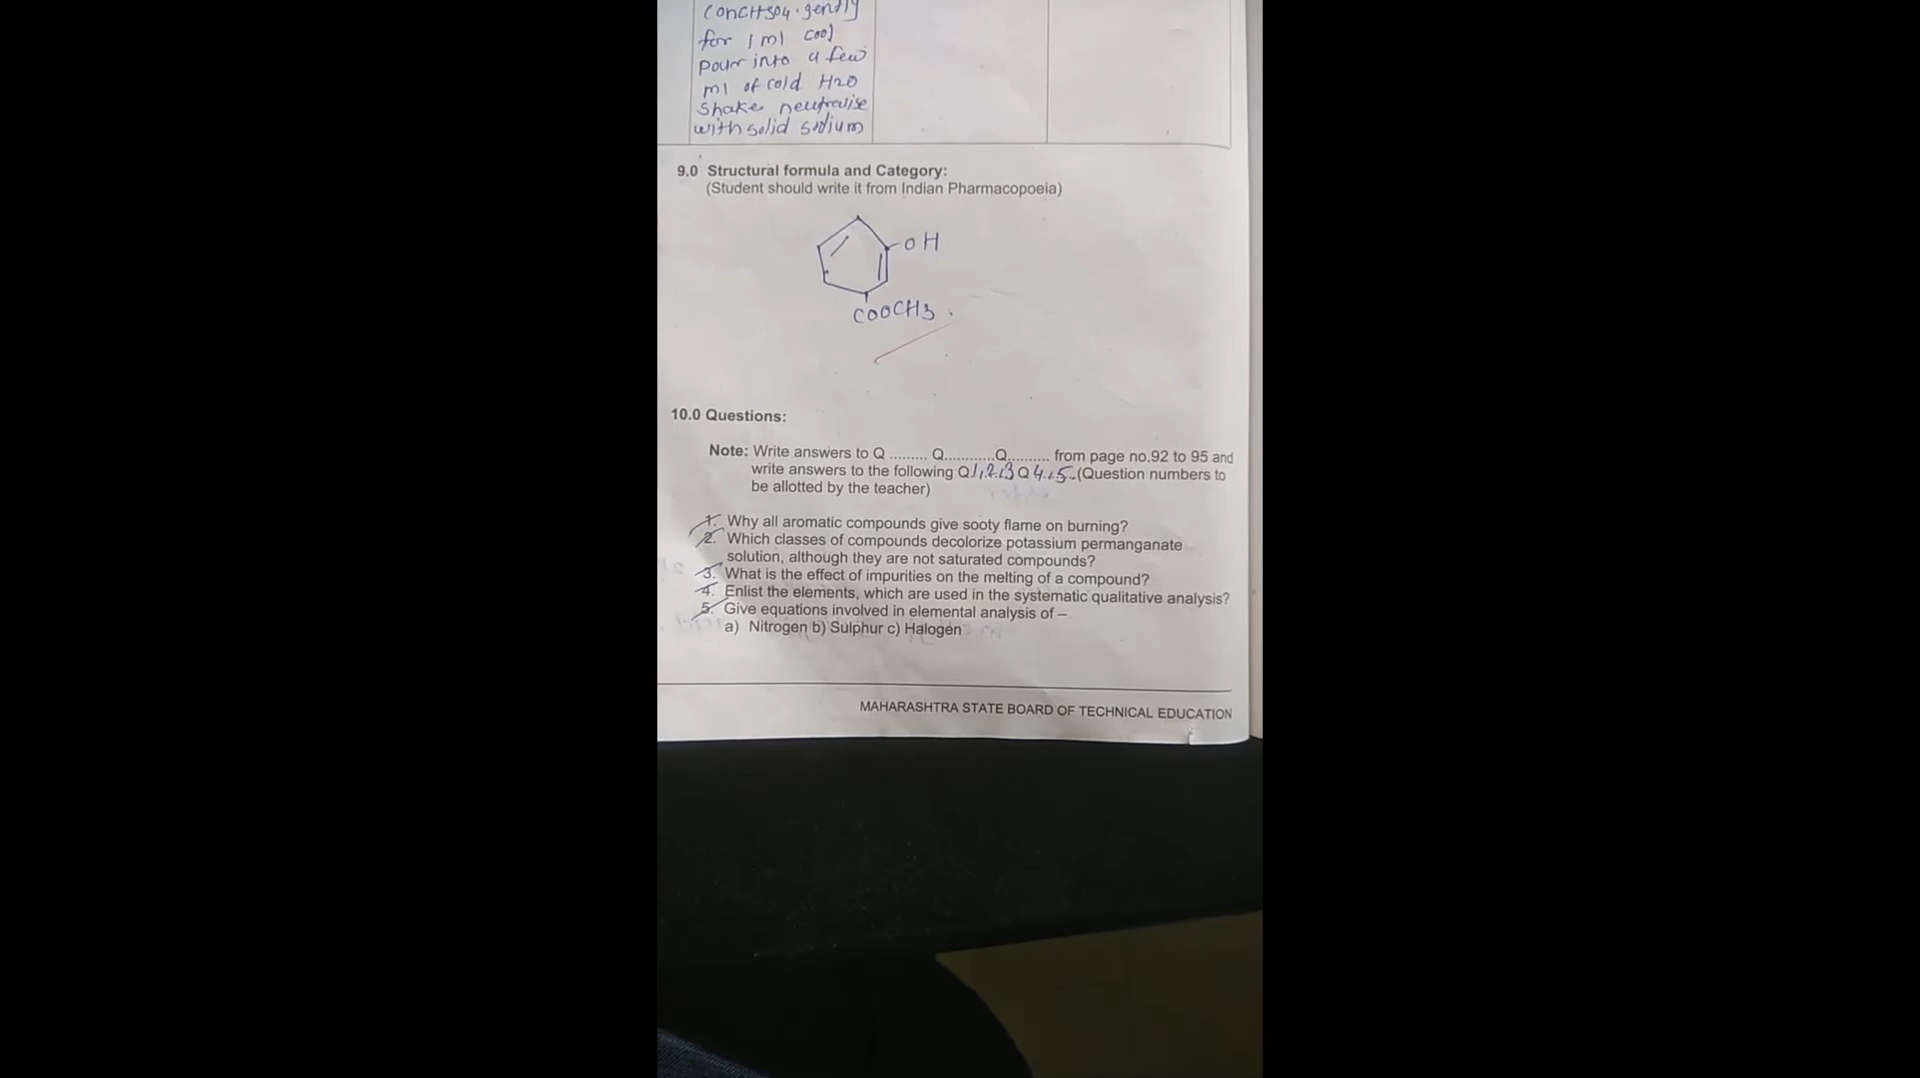 conCHSO4. gently
for 1 ml cool
pour into a few
ml of cold H2O
shake neutralise
with solid sodium
9.0 Structural formula and Category:
(Student should write it from Indian Pharmacopoeia)
OH
COOCH3.
10.0 Questions:
Note: Write answers to Q ......... Q............Q.......... from page no.92 to 95 and
write answers to the following Q1,2,3 Q 4,5.(Question numbers to
be allotted by the teacher)
1. Why all aromatic compounds give sooty flame on burning?
2. Which classes of compounds decolorize potassium permanganate
solution, although they are not saturated compounds?
3. What is the effect of impurities on the melting of a compound?
4. Enlist the elements, which are used in the systematic qualitative analysis?
5. Give equations involved in elemental analysis of –
a) Nitrogen b) Sulphur c) Halogen
MAHARASHTRA STATE BOARD OF TECHNICAL EDUCATION